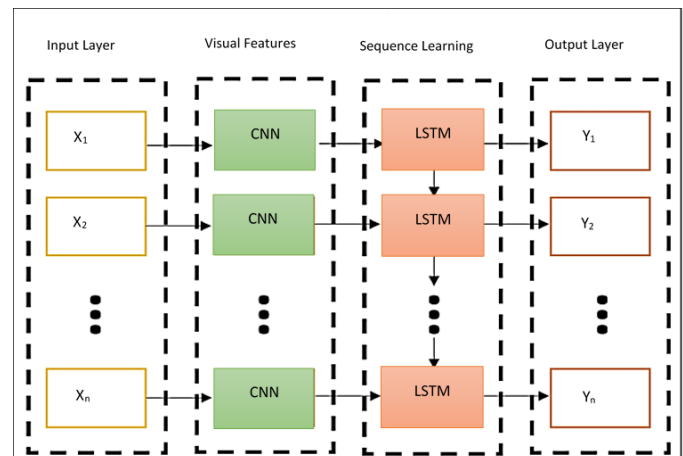 Input Layer Visual Features Sequence Learning Output Layer
X₁ CNN LSTM Y₁
X₂ CNN LSTM Y₂
Xₙ CNN LSTM Yₙ